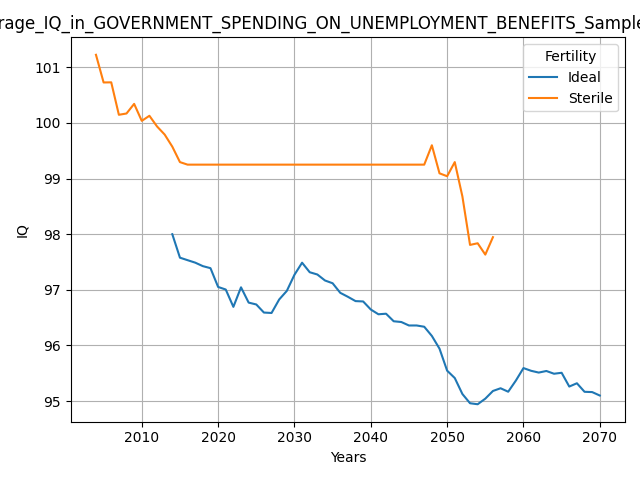 rage_IQ_in_GOVERNMENT_SPENDING_ON_UNEMPLOYMENT_BENEFITS_Sample
Fertility
Ideal
Sterile
101
100
99
98
97
96
95
IQ
2010 2020 2030 2040 2050 2060 2070
Years